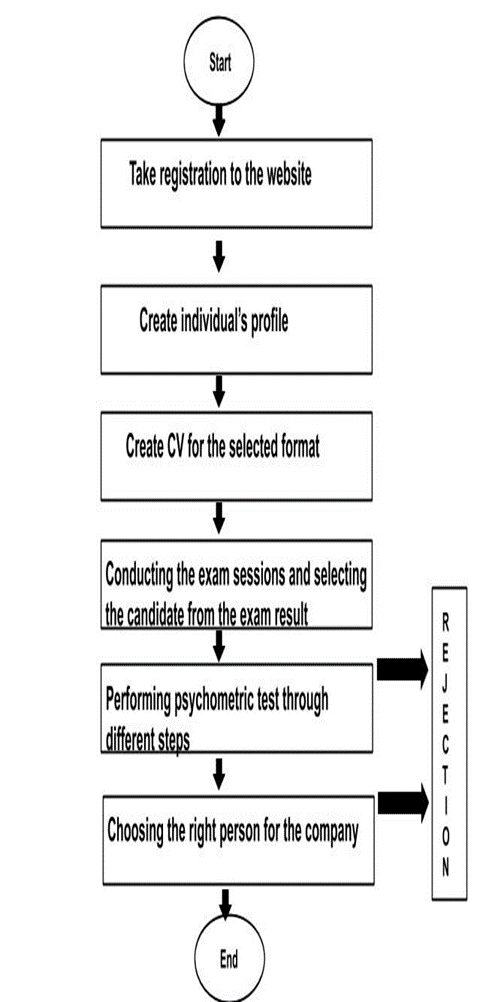 Start
Take registration to the website
Create individual's profile
Create CV for the selected format
Conducting the exam sessions and selecting
the candidate from the exam result
Performing psychometric test through
different steps
Choosing the right person for the company
End
REJECTION